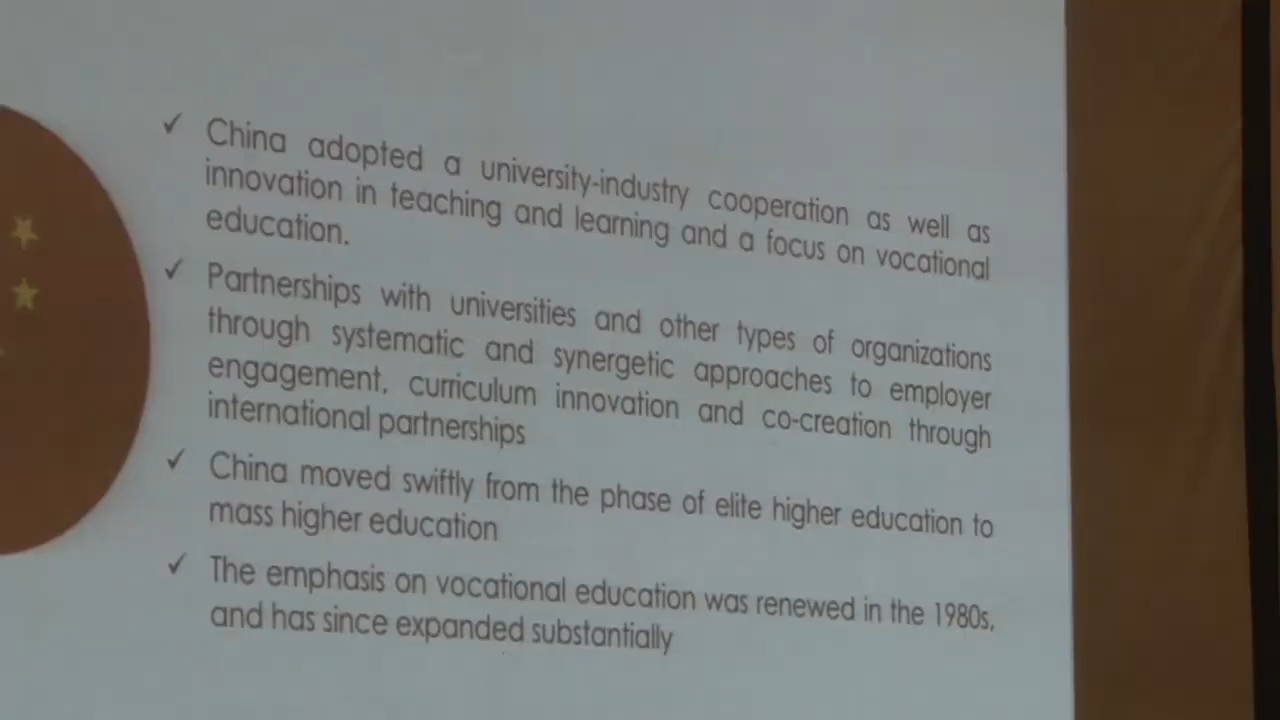 ✓ China adopted a university-industry cooperation as well as
innovation in teaching and learning and a focus on vocational
education.
✓ Partnerships with universities and other types of organizations
through systematic and synergetic approaches to employer
engagement, curriculum innovation and co-creation through
international partnerships
✓ China moved swiftly from the phase of elite higher education to
mass higher education
✓ The emphasis on vocational education was renewed in the 1980s,
and has since expanded substantially